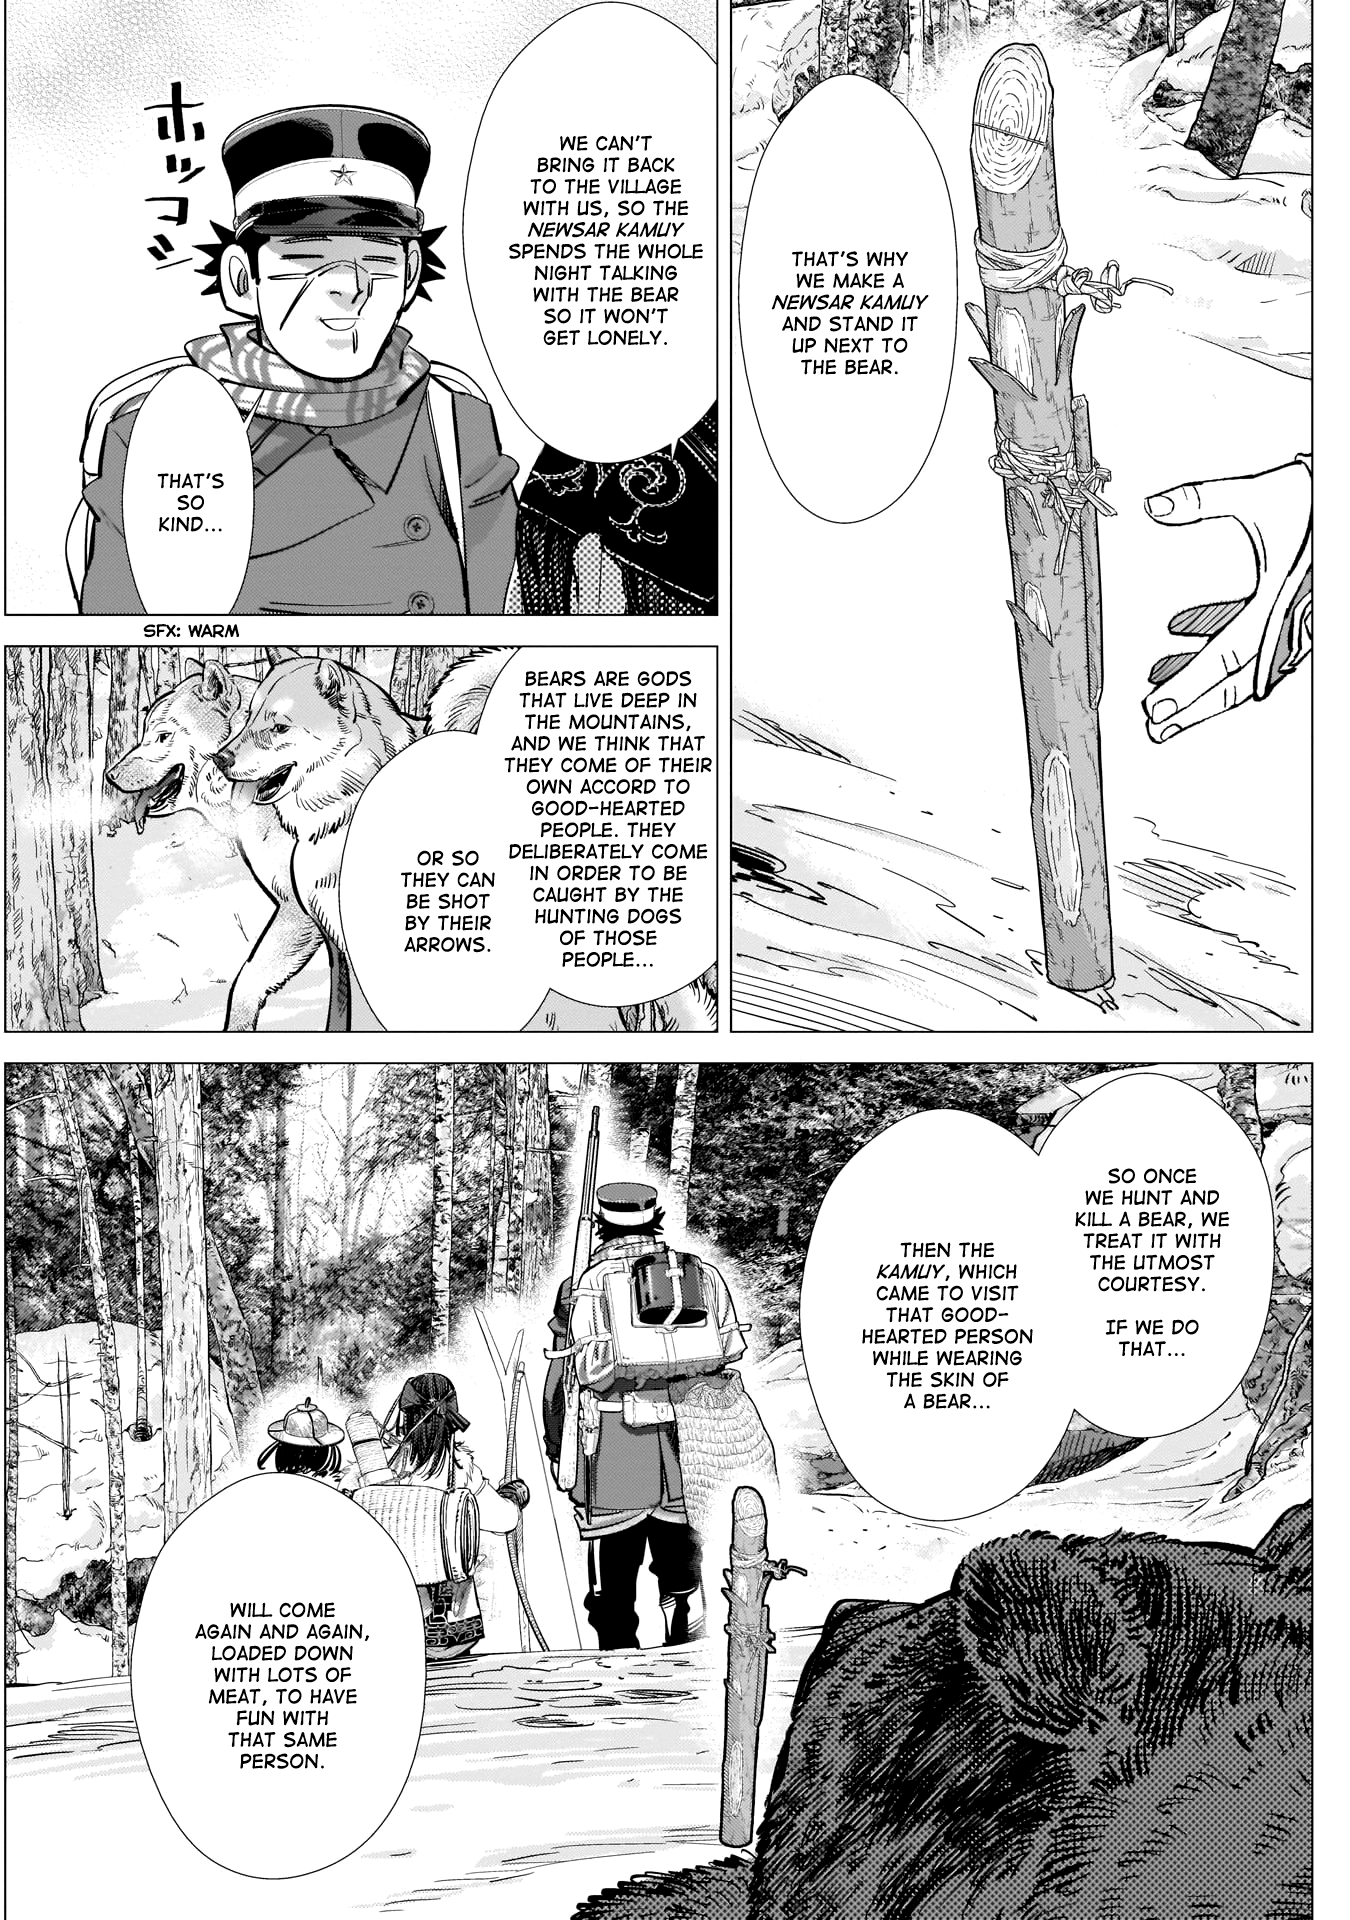 THAT'S WHY
WE MAKE A
NEWSAR KAMUY
AND STAND IT
UP NEXT TO
THE BEAR.
WE CAN'T
BRING IT BACK
TO THE VILLAGE
WITH US, SO THE
NEWSAR KAMUY
SPENDS THE WHOLE
NIGHT TALKING
WITH THE BEAR
SO IT WON'T
GET LONELY.
ホッコ
THAT'S
SO
KIND...
SFX: WARM
BEARS ARE GODS
THAT LIVE DEEP IN
THE MOUNTAINS,
AND WE THINK THAT
THEY COME OF THEIR
OWN ACCORD TO
GOOD-HEARTED
PEOPLE. THEY
DELIBERATELY COME
IN ORDER TO BE
CAUGHT BY THE
HUNTING DOGS
OF THOSE
PEOPLE...
OR SO
THEY CAN
BE SHOT
BY THEIR
ARROWS.
SO ONCE
WE HUNT AND
KILL A BEAR, WE
TREAT IT WITH
THE UTMOST
COURTESY.
IF WE DO
THAT...
THEN THE
KAMUY, WHICH
CAME TO VISIT
THAT GOOD-
HEARTED PERSON
WHILE WEARING
THE SKIN OF
A BEAR...
WILL COME
AGAIN AND AGAIN,
LOADED DOWN
WITH LOTS OF
MEAT, TO HAVE
FUN WITH
THAT SAME
PERSON.